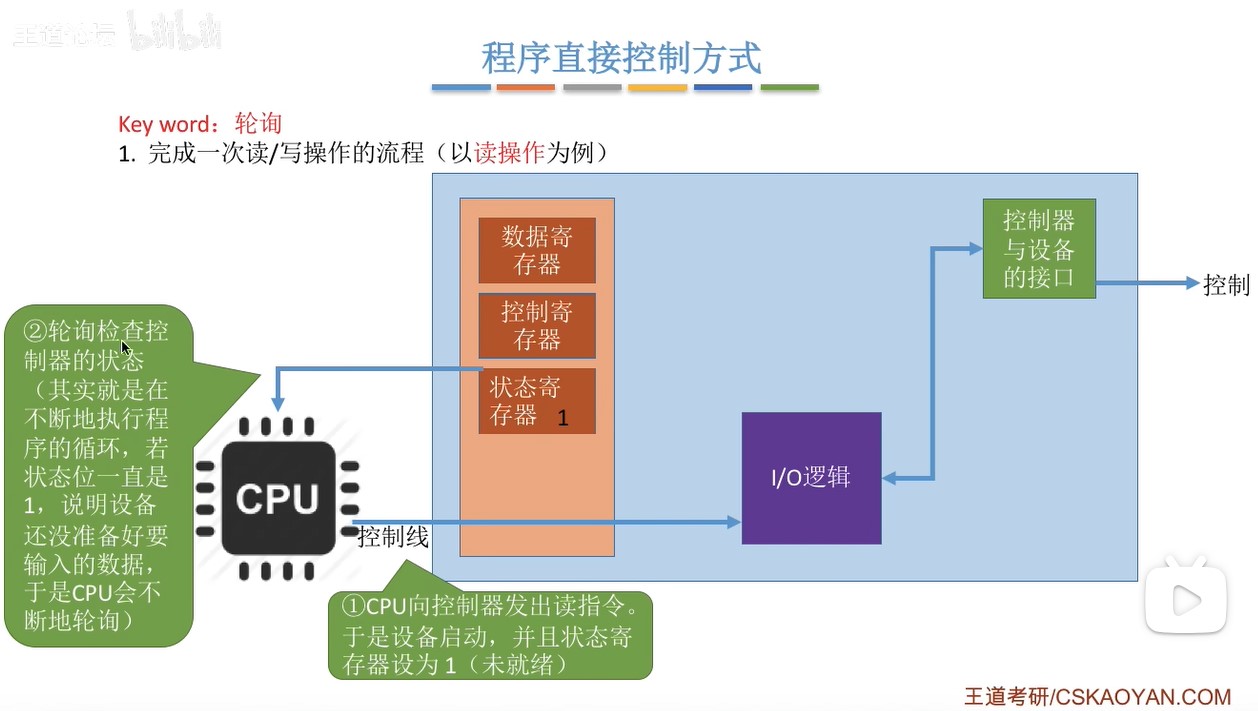 王道论坛 bilibili
程序直接控制方式
Key word：轮询
1. 完成一次读/写操作的流程（以读操作为例）
数据寄
存器
控制寄
存器
状态寄
存器 1
控制器
与设备
的接口
控制
I/O逻辑
CPU
控制线
②轮询检查控
制器的状态
（其实就是在
不断地执行程
序的循环，若
状态位一直是
1，说明设备
还没准备好要
输入的数据，
于是CPU会不
断地轮询）
①CPU向控制器发出读指令。
于是设备启动，并且状态寄
存器设为 1（未就绪）
王道考研/CSKAOYAN.COM